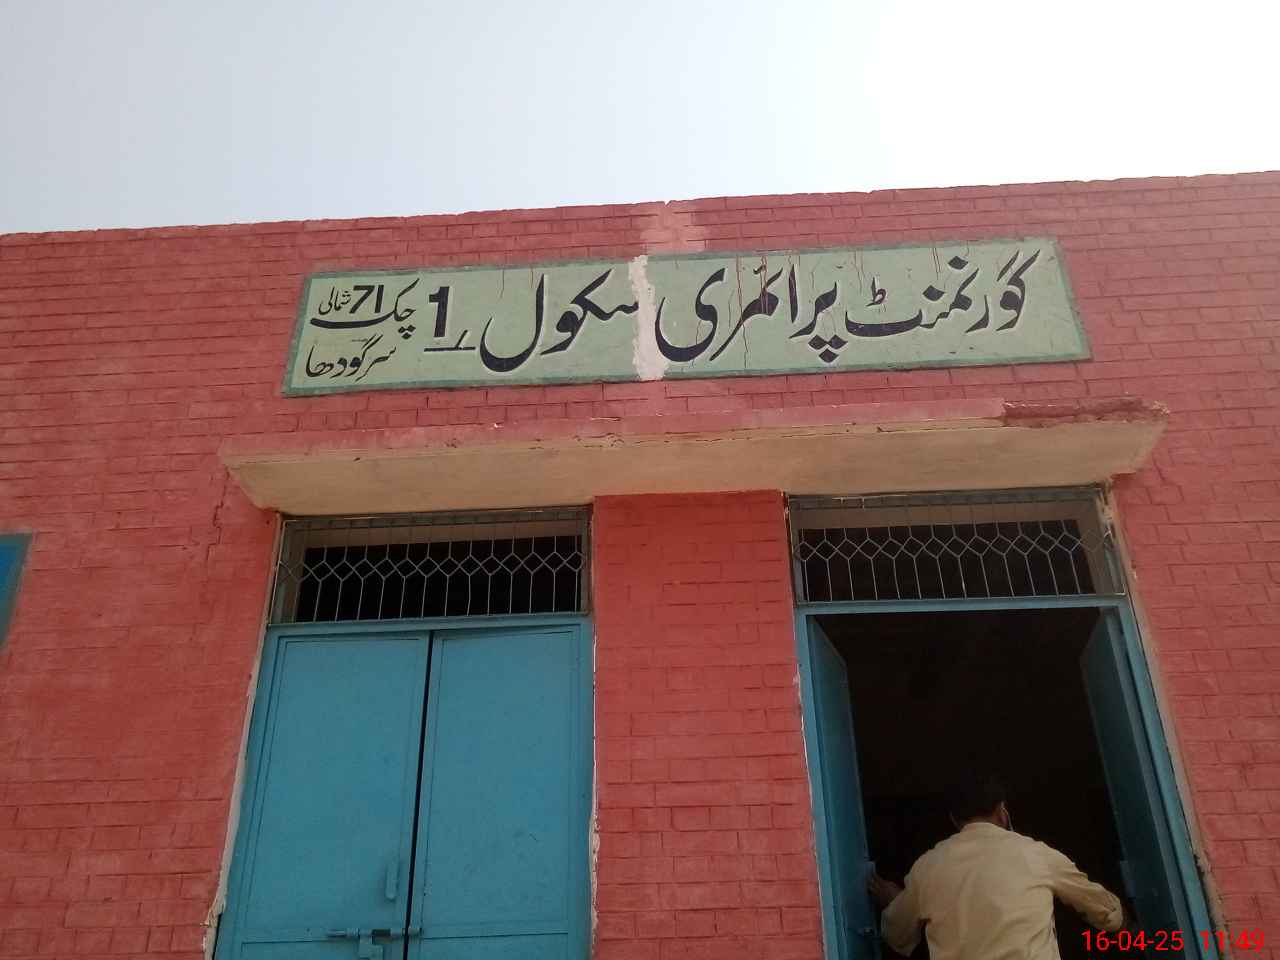 گورنمنٹ پرائمری سکول 1 چک 71 شمالی
سرگودھا
16-04-25 11:49